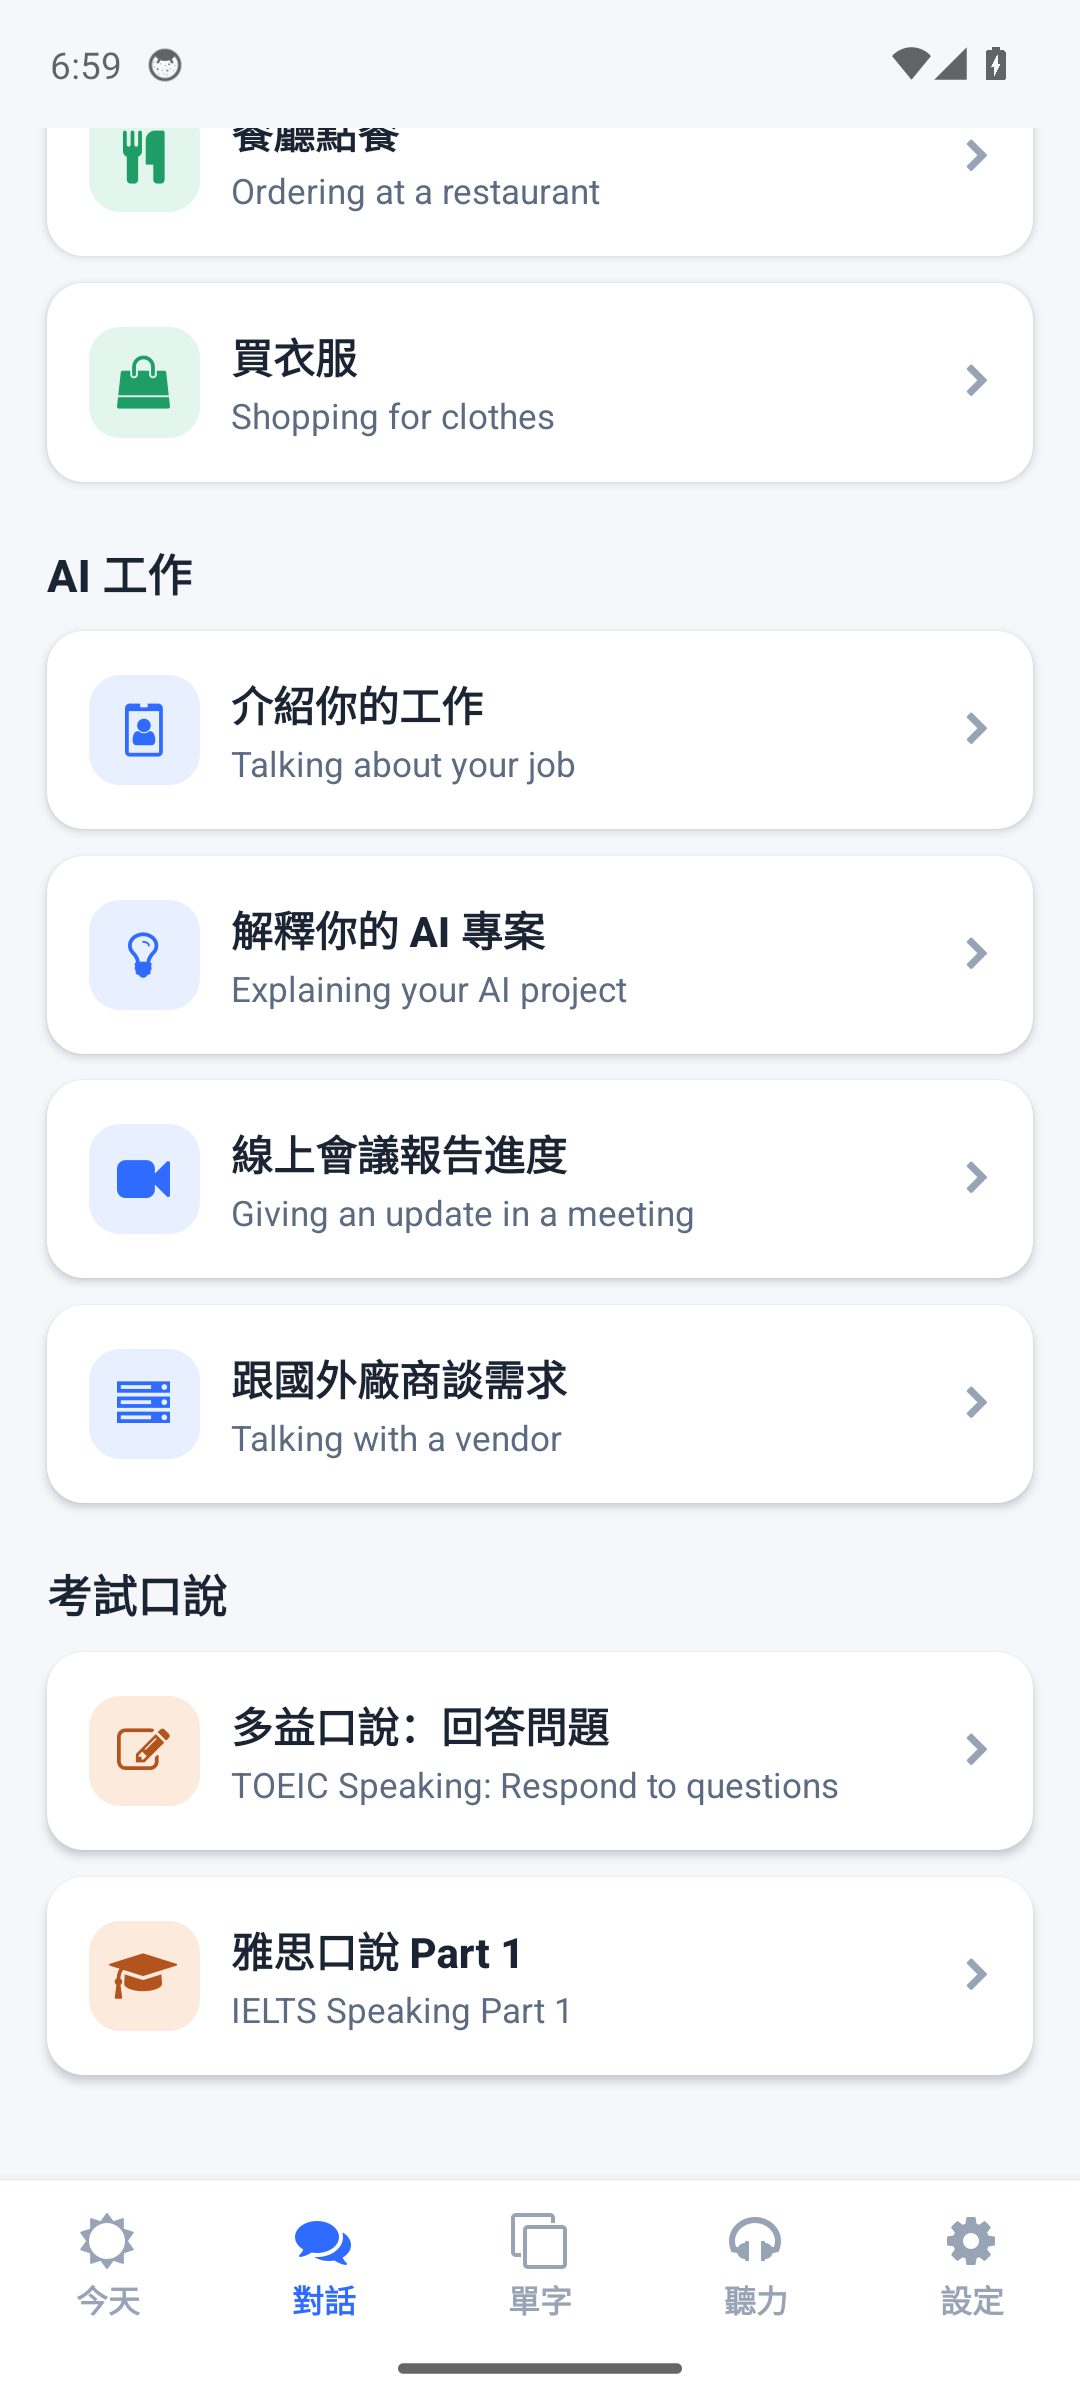 6:59
餐廳點餐
Ordering at a restaurant
買衣服
Shopping for clothes
AI 工作
介紹你的工作
Talking about your job
解釋你的 AI 專案
Explaining your AI project
線上會議報告進度
Giving an update in a meeting
跟國外廠商談需求
Talking with a vendor
考試口說
多益口說：回答問題
TOEIC Speaking: Respond to questions
雅思口說 Part 1
IELTS Speaking Part 1
今天
對話
單字
聽力
設定